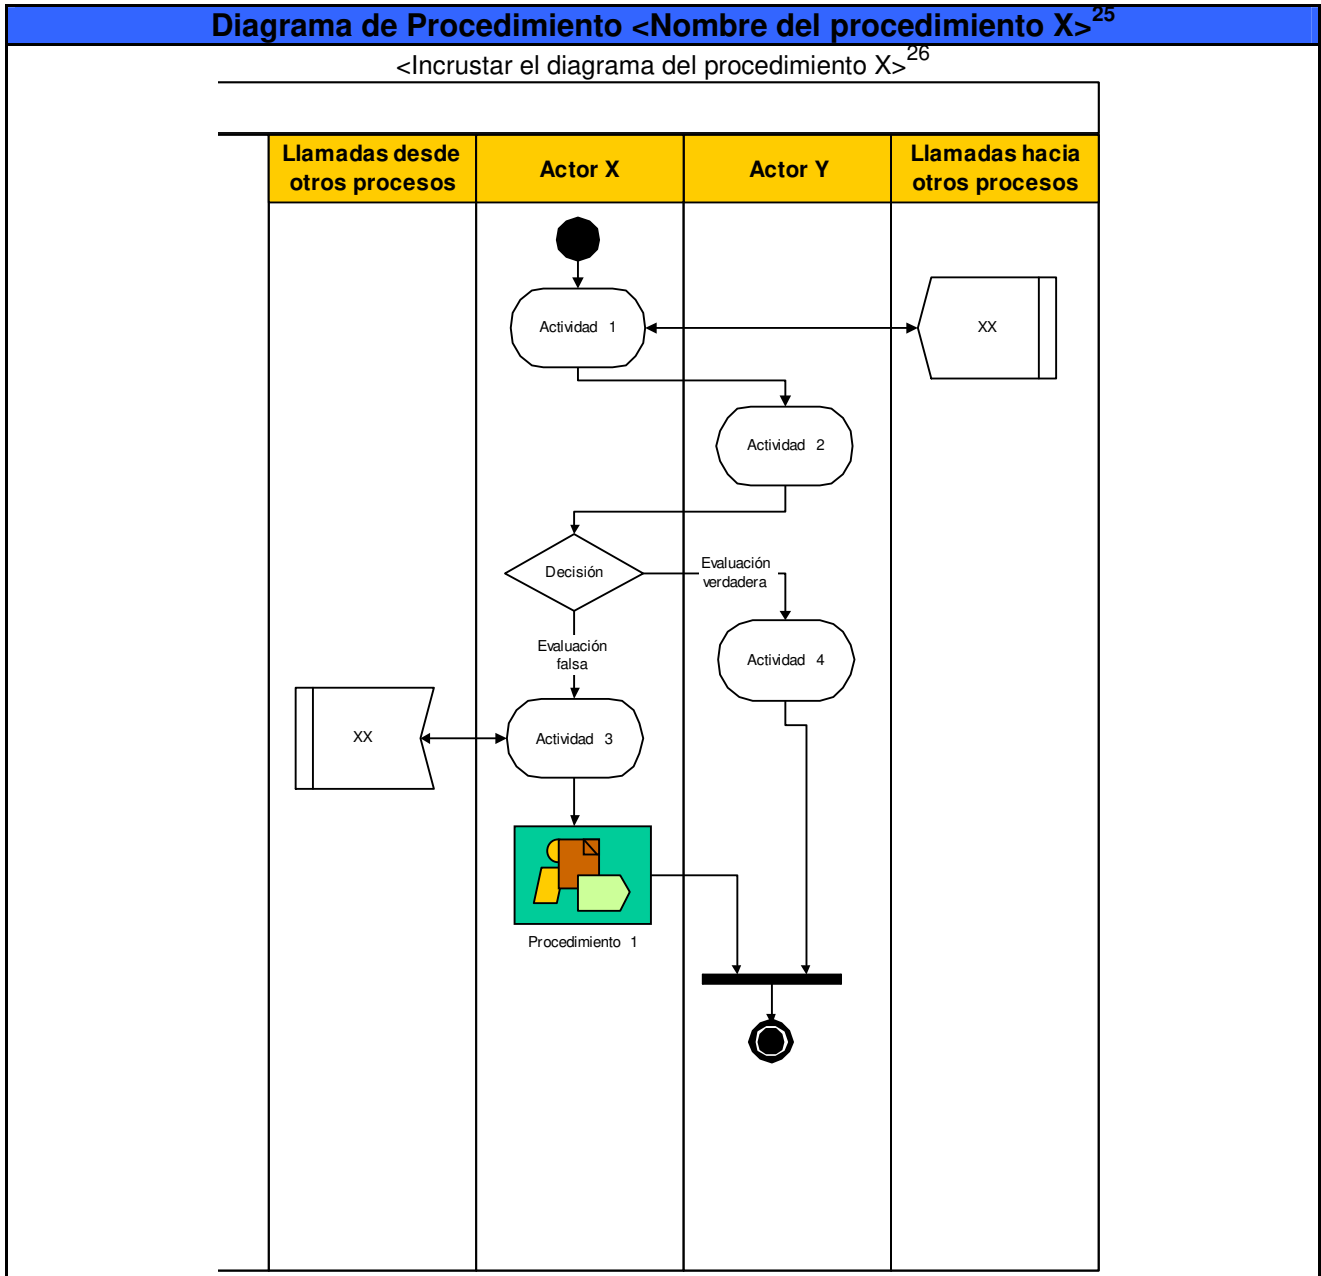 Diagrama de Procedimiento <Nombre del procedimiento X>25
<Incrustar el diagrama del procedimiento X>26
Llamadas desde
otros procesos
Actor X
Actor Y
Llamadas hacia
otros procesos
Actividad 1
XX
Actividad 2
Decisión
Evaluación
verdadera
Evaluación
falsa
Actividad 4
XX
Actividad 3
Procedimiento 1